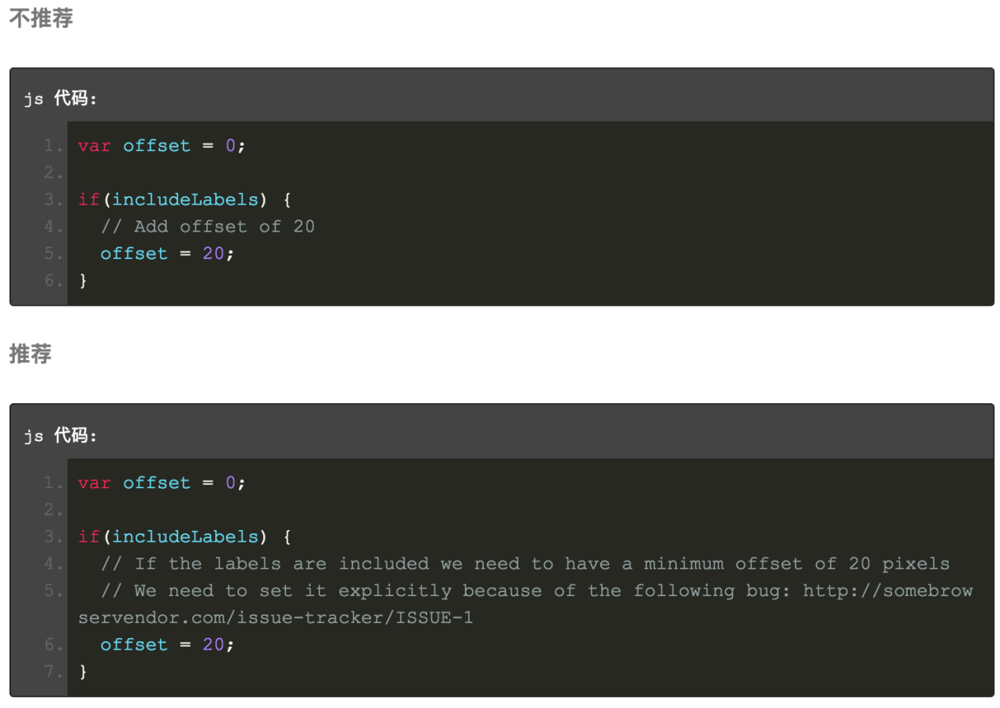 不推荐
js 代码:
1. var offset = 0;
2.
3. if(includeLabels) {
4.   // Add offset of 20
5.   offset = 20;
6. }
推荐
js 代码:
1. var offset = 0;
2.
3. if(includeLabels) {
4.   // If the labels are included we need to have a minimum offset of 20 pixels
5.   // We need to set it explicitly because of the following bug: http://somebrow
servendor.com/issue-tracker/ISSUE-1
6.   offset = 20;
7. }